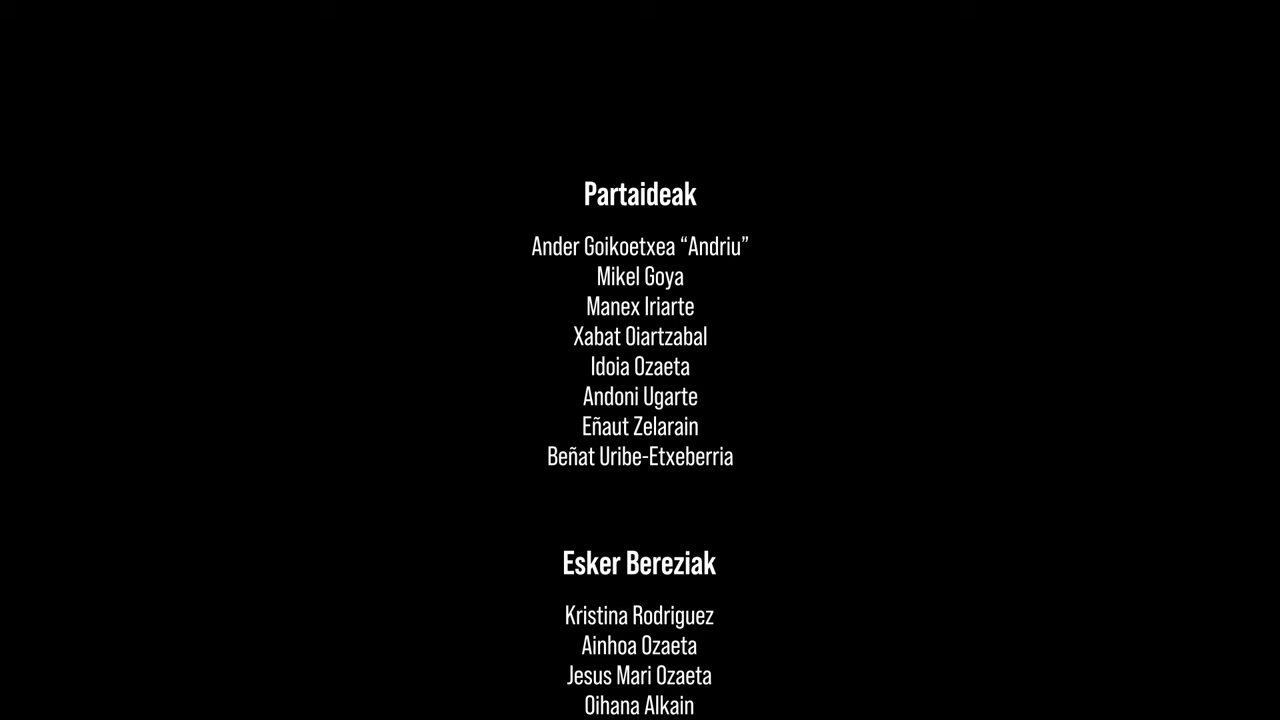 Partaideak
Ander Goikoetxea “Andriu”
Mikel Goya
Manex Iriarte
Xabat Oiartzabal
Idoia Ozaeta
Andoni Ugarte
Eñaut Zelarain
Beñat Uribe-Etxeberria
Esker Bereziak
Kristina Rodriguez
Ainhoa Ozaeta
Jesus Mari Ozaeta
Oihana Alkain